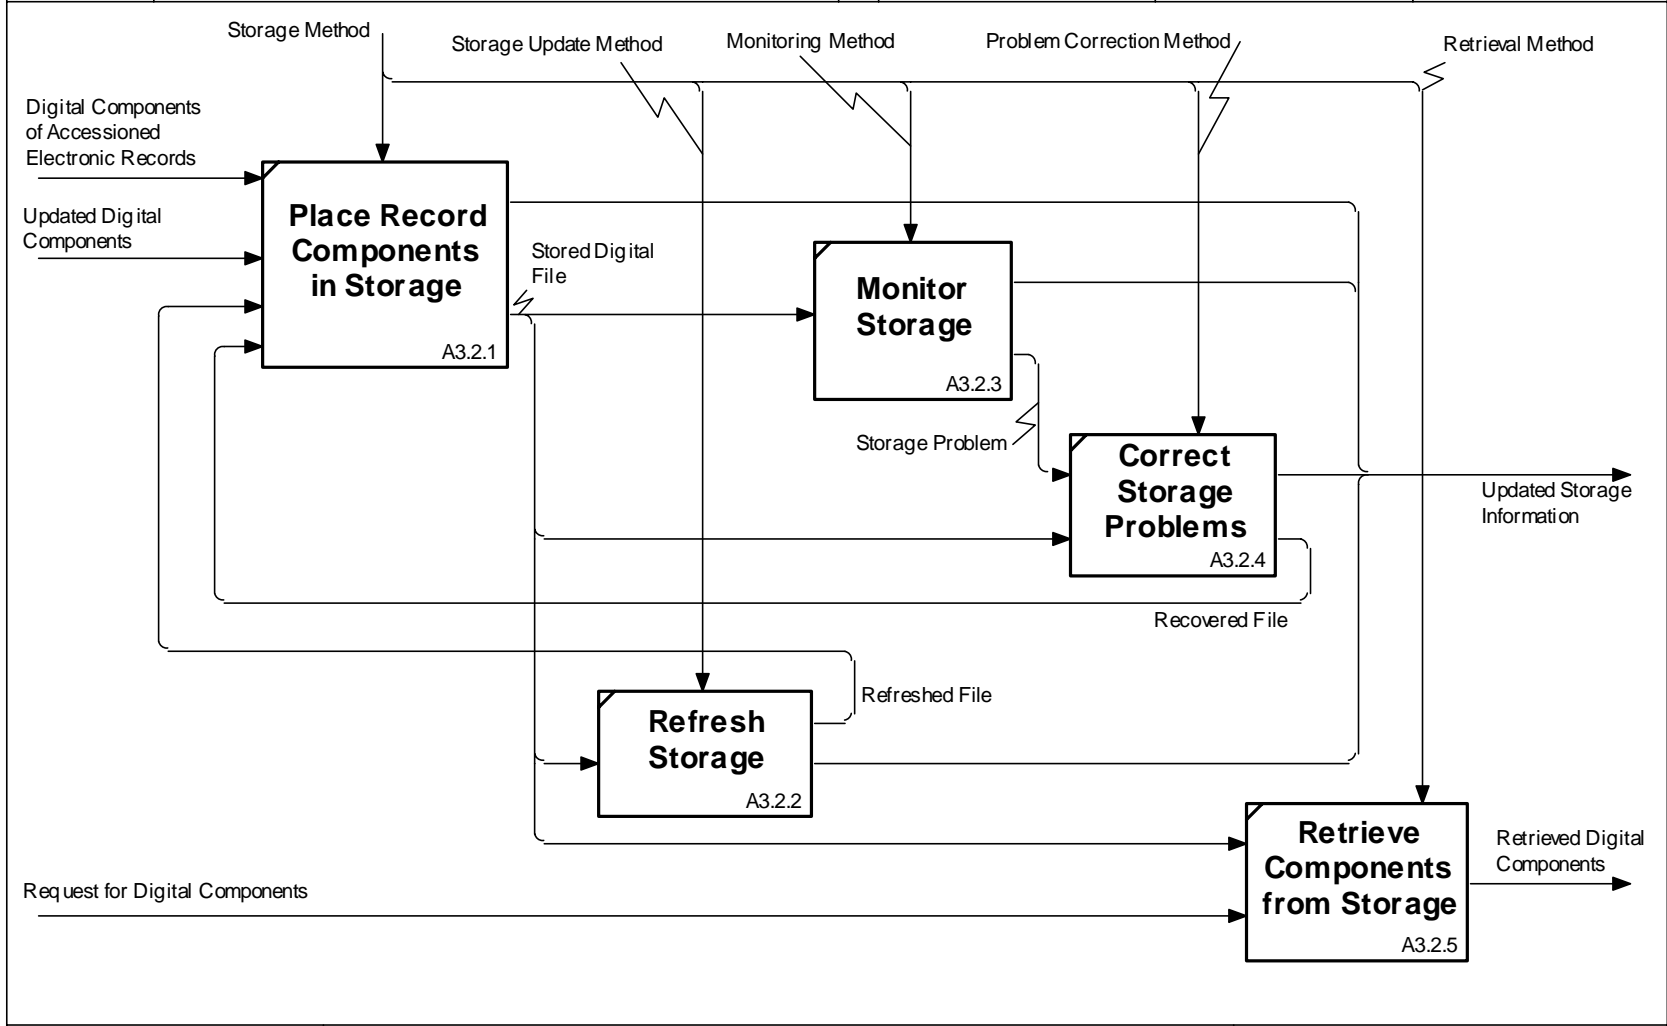 Storage Method
Storage Update Method
Monitoring Method
Problem Correction Method
Retrieval Method
Digital Components
of Accessioned
Electronic Records
Updated Digital
Components
Place Record
Components
in Storage
A3.2.1
Stored Digital
File
Monitor
Storage
A3.2.3
Storage Problem
Correct
Storage
Problems
A3.2.4
Updated Storage
Information
Recovered File
Refreshed File
Refresh
Storage
A3.2.2
Retrieve
Components
from Storage
A3.2.5
Retrieved Digital
Components
Request for Digital Components